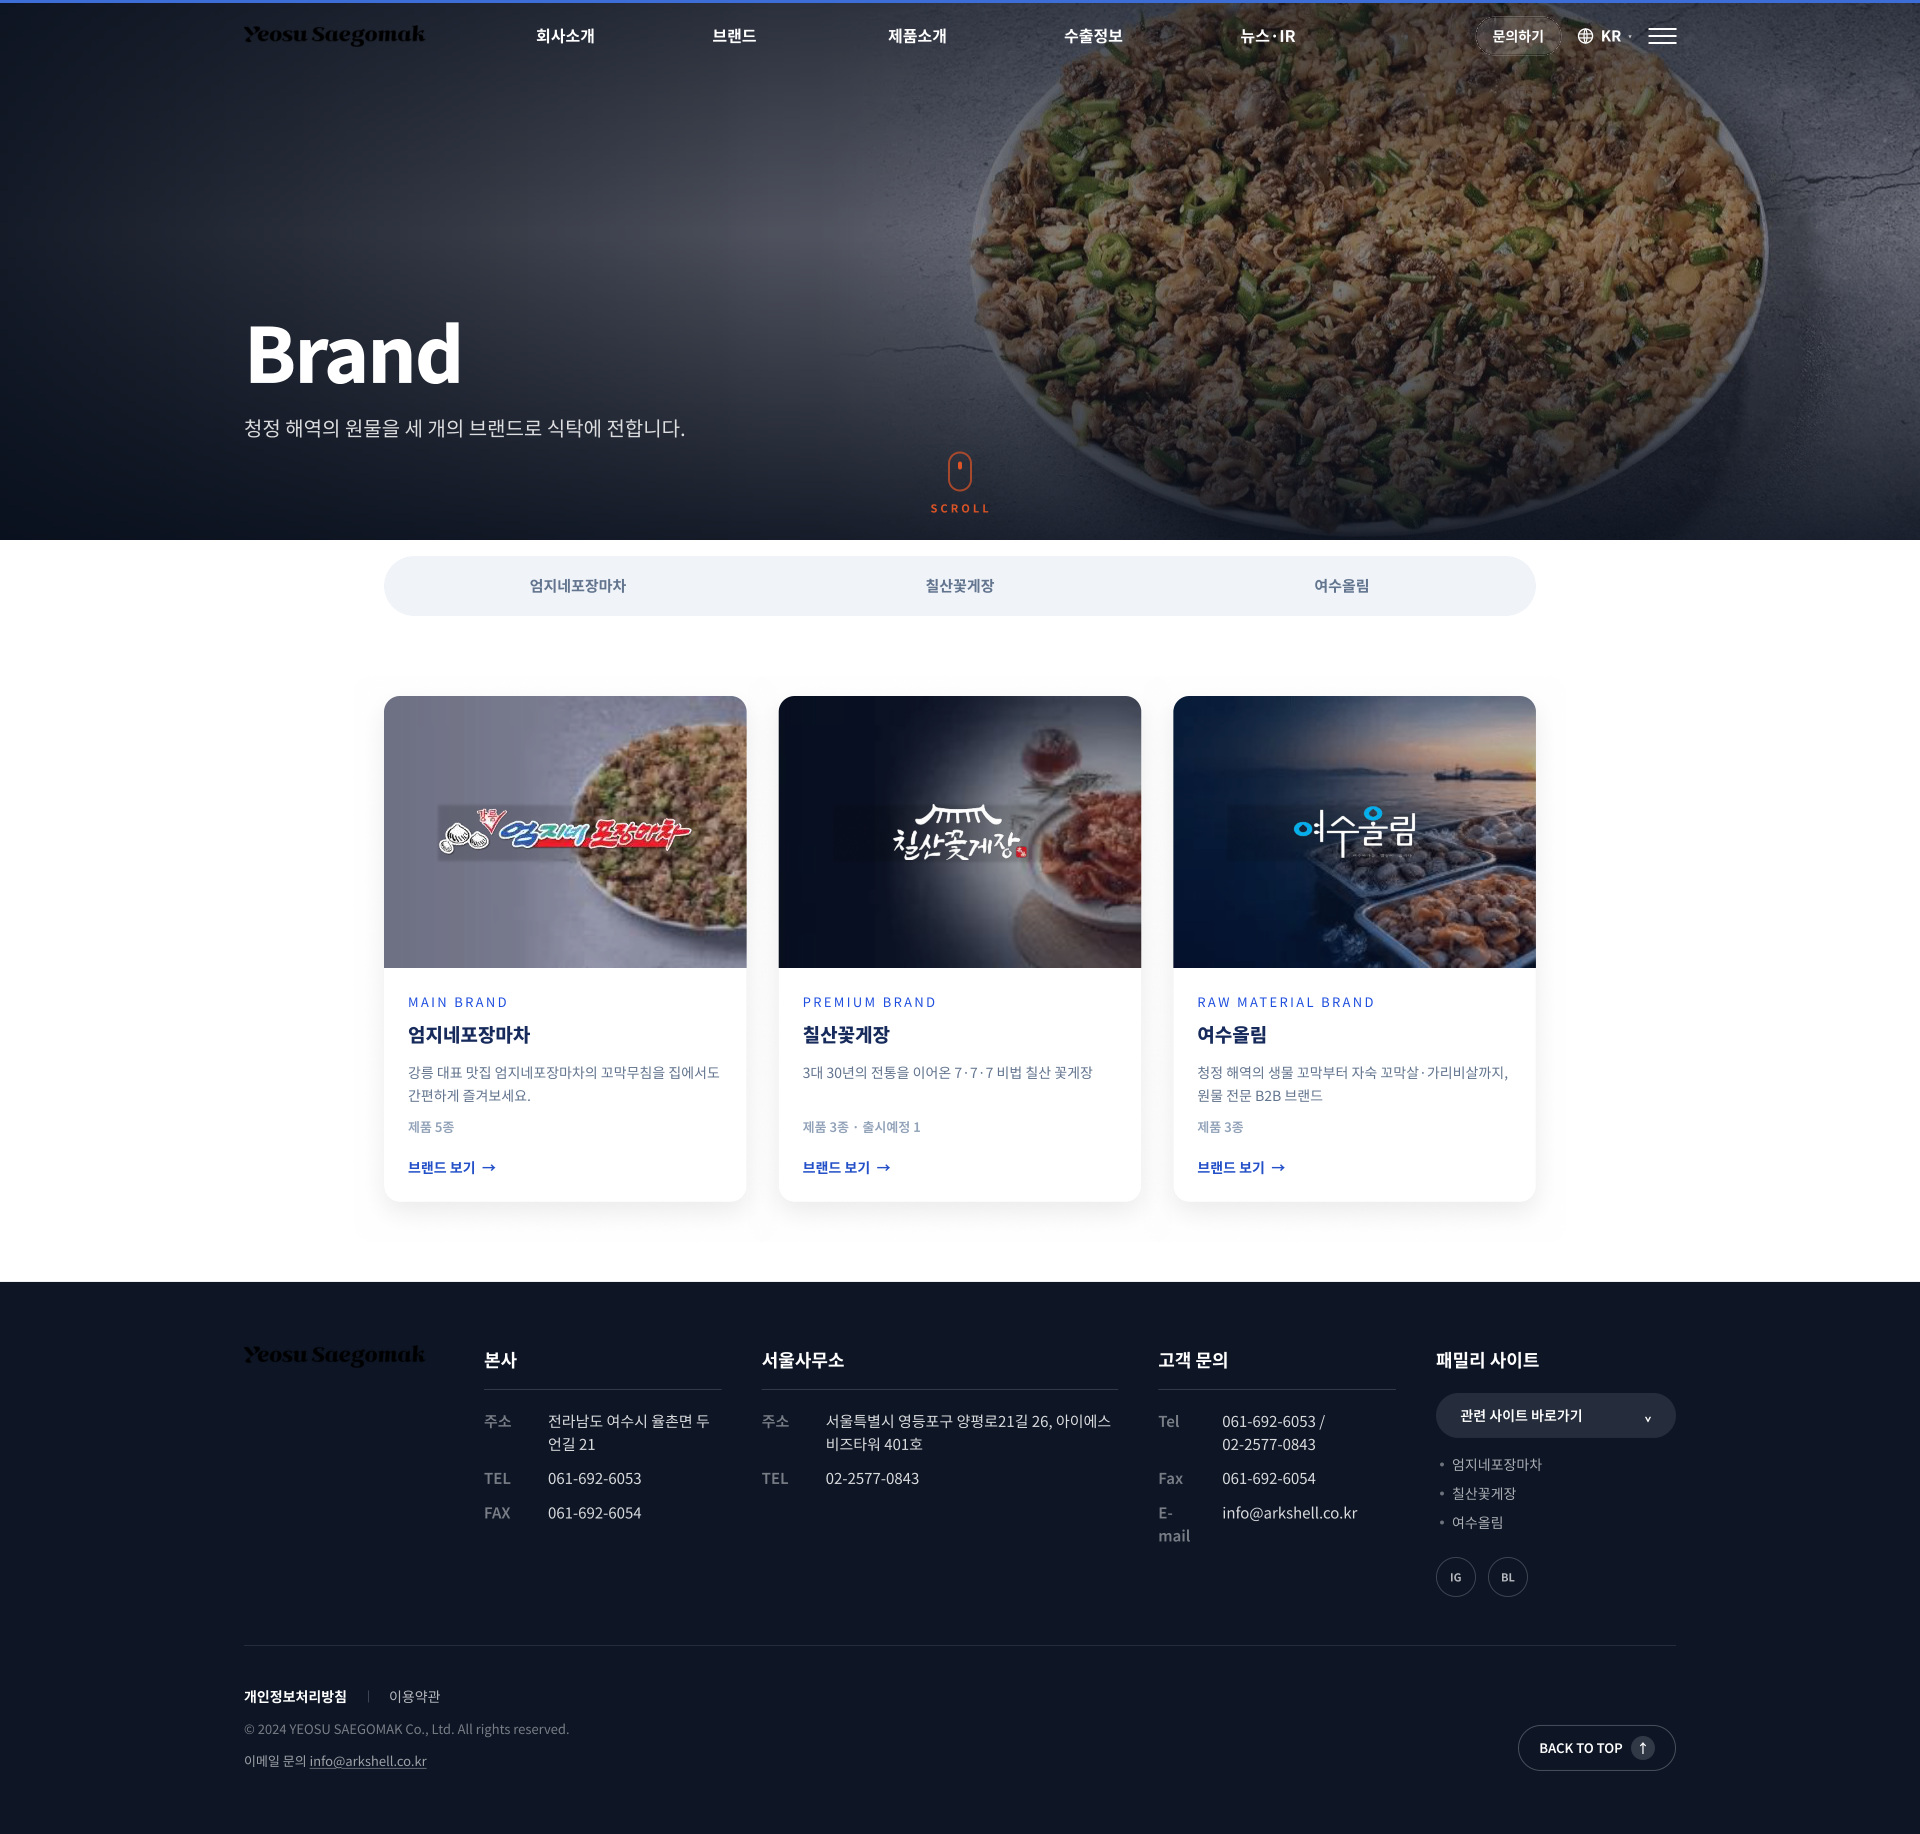 Yeosu Saegomak
회사소개
브랜드
제품소개
수출정보
뉴스·IR
문의하기
KR
Brand
청정 해역의 원물을 세 개의 브랜드로 식탁에 전합니다.
SCROLL
엄지네포장마차
칠산꽃게장
여수올림
강릉 엄지네 포장마차
칠산꽃게장
여수올림
MAIN BRAND
엄지네포장마차
강릉 대표 맛집 엄지네포장마차의 꼬막무침을 집에서도
간편하게 즐겨보세요.
제품 5종
브랜드 보기 →
PREMIUM BRAND
칠산꽃게장
3대 30년의 전통을 이어온 7·7·7 비법 칠산 꽃게장
제품 3종 · 출시예정 1
브랜드 보기 →
RAW MATERIAL BRAND
여수올림
청정 해역의 생물 꼬막부터 자숙 꼬막살·가리비살까지,
원물 전문 B2B 브랜드
제품 3종
브랜드 보기 →
Yeosu Saegomak
본사
주소 전라남도 여수시 율촌면 두
언길 21
TEL 061-692-6053
FAX 061-692-6054
서울사무소
주소 서울특별시 영등포구 양평로21길 26, 아이에스
비즈타워 401호
TEL 02-2577-0843
고객 문의
Tel 061-692-6053 /
02-2577-0843
Fax 061-692-6054
E-
mail info@arkshell.co.kr
패밀리 사이트
관련 사이트 바로가기
• 엄지네포장마차
• 칠산꽃게장
• 여수올림
IG
BL
개인정보처리방침
이용약관
© 2024 YEOSU SAEGOMAK Co., Ltd. All rights reserved.
이메일 문의 info@arkshell.co.kr
BACK TO TOP ↑